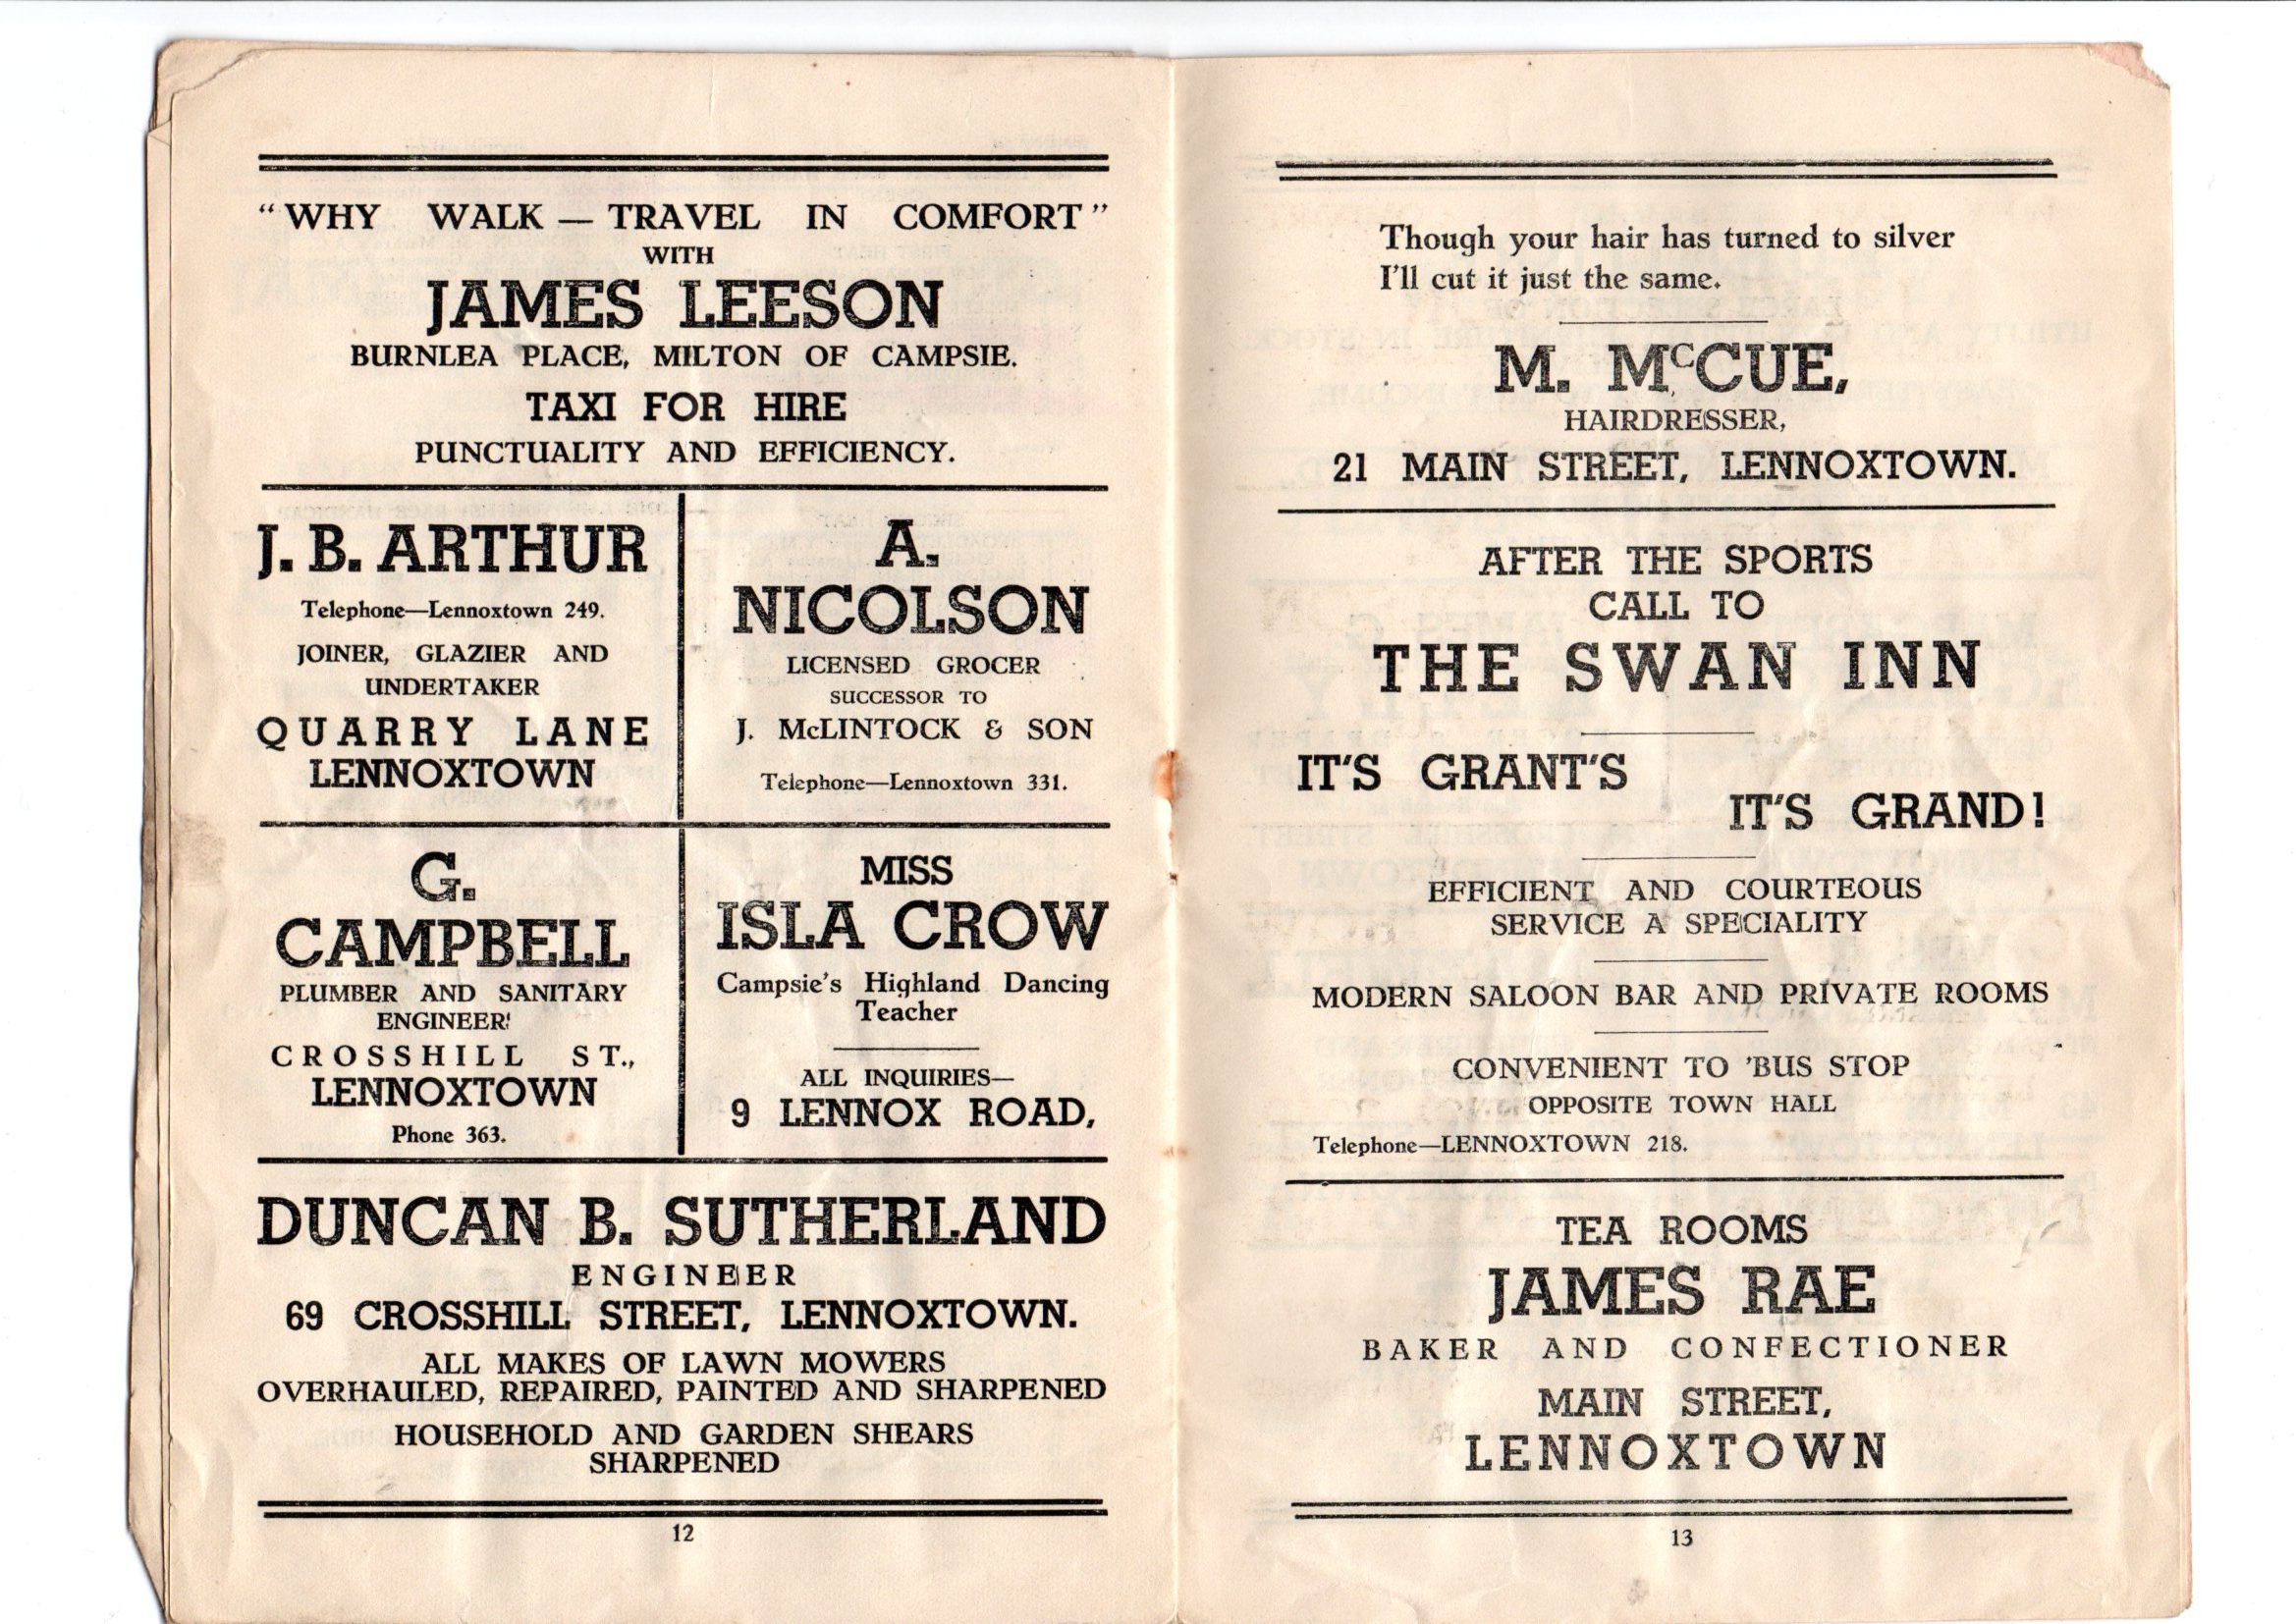 “WHY WALK — TRAVEL IN COMFORT”
WITH
JAMES LEESON
BURNLEA PLACE, MILTON OF CAMPSIE.
TAXI FOR HIRE
PUNCTUALITY AND EFFICIENCY.
J. B. ARTHUR
Telephone—Lennoxtown 249.
JOINER, GLAZIER AND
UNDERTAKER
QUARRY LANE
LENNOXTOWN
A.
NICOLSON
LICENSED GROCER
SUCCESSOR TO
J. McLINTOCK & SON
Telephone—Lennoxtown 331.
G.
CAMPBELL
PLUMBER AND SANITARY
ENGINEER
CROSSHILL ST.,
LENNOXTOWN
Phone 363.
MISS
ISLA CROW
Campsie's Highland Dancing
Teacher
ALL INQUIRIES—
9 LENNOX ROAD,
DUNCAN B. SUTHERLAND
ENGINEER
69 CROSSHILL STREET, LENNOXTOWN.
ALL MAKES OF LAWN MOWERS
OVERHAULED, REPAIRED, PAINTED AND SHARPENED
HOUSEHOLD AND GARDEN SHEARS
SHARPENED
12
Though your hair has turned to silver
I'll cut it just the same.
M. McCUE,
HAIRDRESSER,
21 MAIN STREET, LENNOXTOWN.
AFTER THE SPORTS
CALL TO
THE SWAN INN
IT'S GRANT'S
IT'S GRAND!
EFFICIENT AND COURTEOUS
SERVICE A SPECIALITY
MODERN SALOON BAR AND PRIVATE ROOMS
CONVENIENT TO 'BUS STOP
OPPOSITE TOWN HALL
Telephone—LENNOXTOWN 218.
TEA ROOMS
JAMES RAE
BAKER AND CONFECTIONER
MAIN STREET,
LENNOXTOWN
13